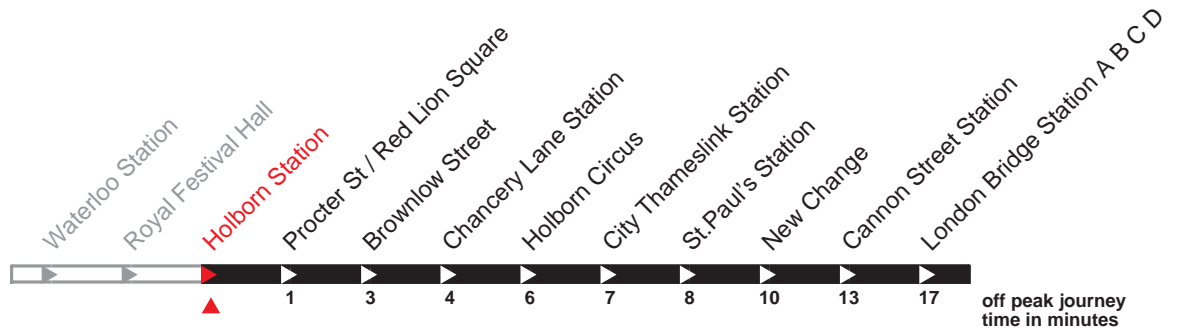 Waterloo Station
Royal Festival Hall
Holborn Station
Procter St / Red Lion Square
Brownlow Street
Chancery Lane Station
Holborn Circus
City Thameslink Station
St.Paul's Station
New Change
Cannon Street Station
London Bridge Station A B C D
1 3 4 6 7 8 10 13 17
off peak journey
time in minutes